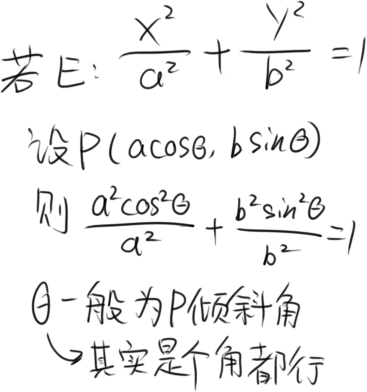 若E: x²/a² + y²/b² = 1
设P(acosθ, bsinθ)
则 a²cos²θ/a² + b²sin²θ/b² = 1
θ一般为P倾斜角
↳其实是个角都行